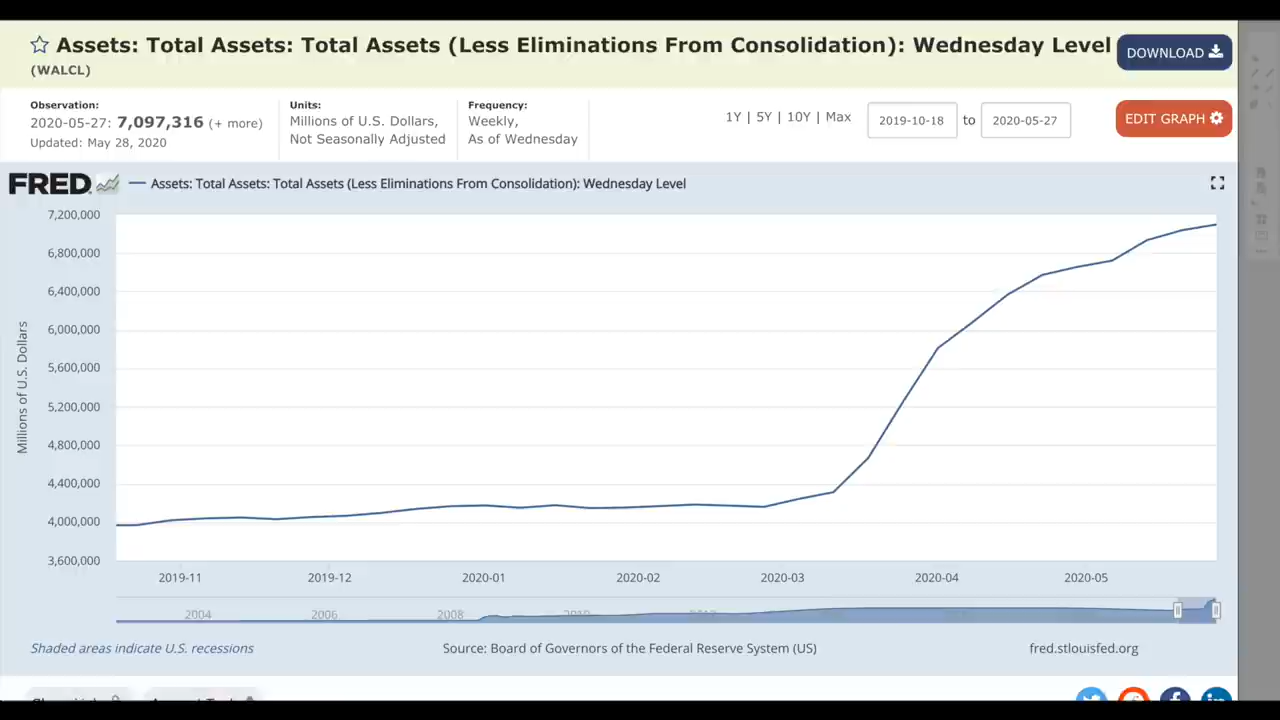 Assets: Total Assets: Total Assets (Less Eliminations From Consolidation): Wednesday Level
(WALCL)
DOWNLOAD
Observation:
2020-05-27: 7,097,316 (+ more)
Updated: May 28, 2020
Units:
Millions of U.S. Dollars,
Not Seasonally Adjusted
Frequency:
Weekly,
As of Wednesday
1Y | 5Y | 10Y | Max
2019-10-18 to 2020-05-27
EDIT GRAPH
FRED
Assets: Total Assets: Total Assets (Less Eliminations From Consolidation): Wednesday Level
Millions of U.S. Dollars
7,200,000
6,800,000
6,400,000
6,000,000
5,600,000
5,200,000
4,800,000
4,400,000
4,000,000
3,600,000
2019-11 2019-12 2020-01 2020-02 2020-03 2020-04 2020-05
2004 2006 2008 2010
Shaded areas indicate U.S. recessions
Source: Board of Governors of the Federal Reserve System (US)
fred.stlouisfed.org